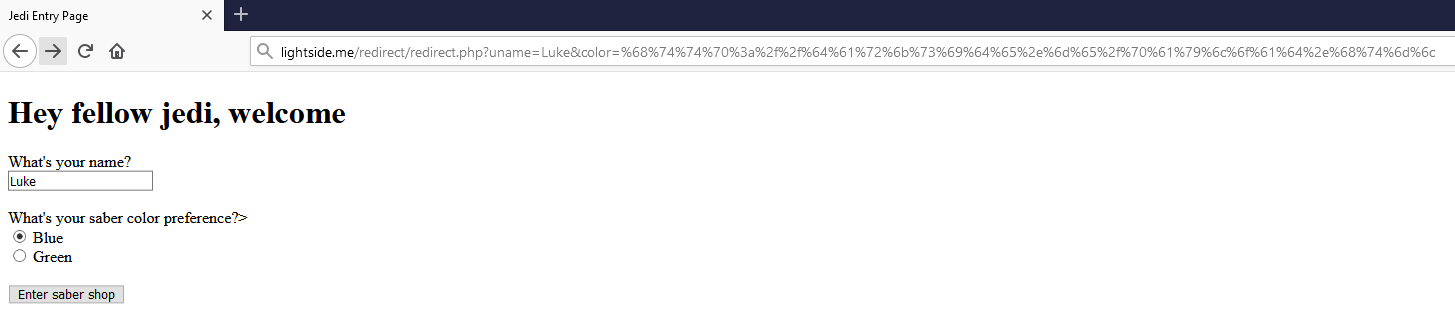 Jedi Entry Page
lightside.me/redirect/redirect.php?uname=Luke&color=%68%74%74%70%3a%2f%2f%64%61%72%6b%73%69%64%65%2e%6d%65%2f%70%61%79%6c%6f%61%64%2e%68%74%6d%6c
Hey fellow jedi, welcome
What's your name?
Luke
What's your saber color preference?>
Blue
Green
Enter saber shop